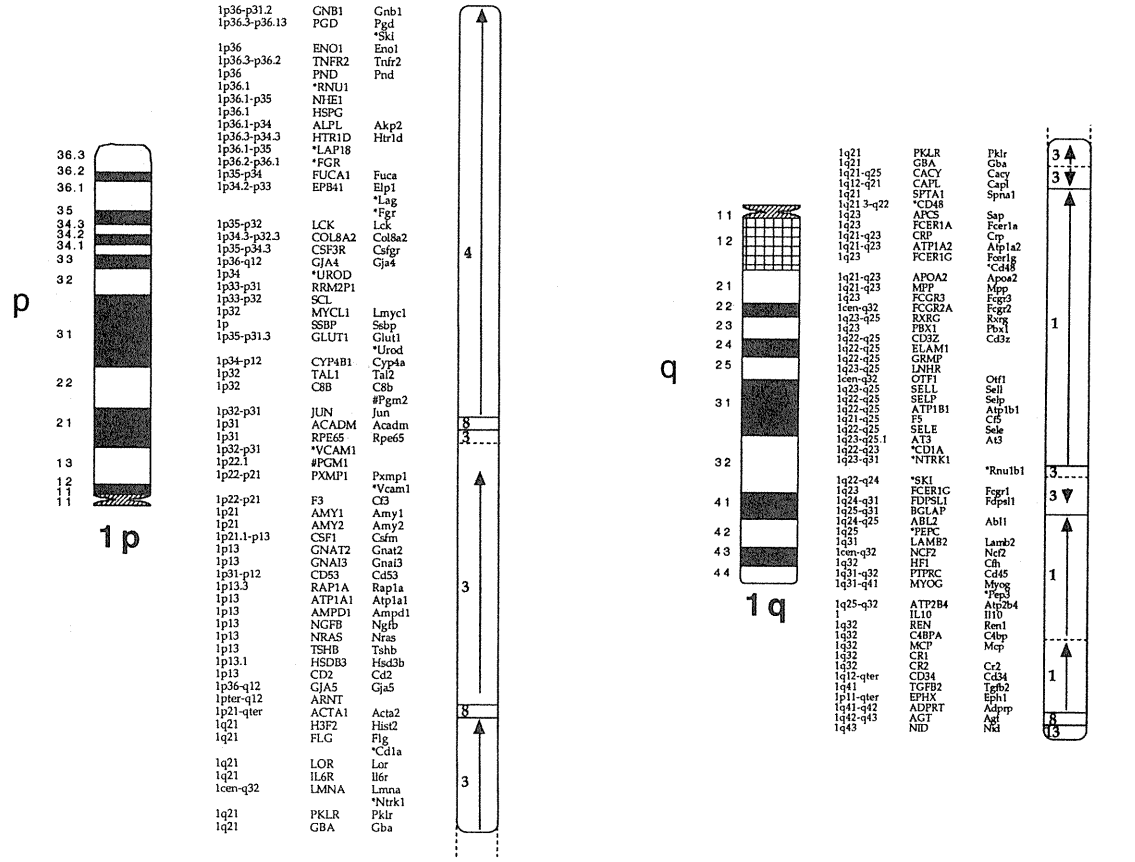 p
36.3
36.2
36.1
35
34.3
34.2
34.1
33
32
31
22
21
13
12
11
11
1p
1p36-p31.2 GNB1 Gnb1
1p36.3-p36.13 PGD Pgd
*Ski
1p36 ENO1 Eno1
1p36.3-p36.2 TNFR2 Tnfr2
1p36 PND Pnd
1p36.1 *RNU1
1p36.1-p35 NHE1
1p36.1 HSPG
1p36.1-p34 ALPL Akp2
1p36.3-p34.3 HTR1D Htr1d
1p36.1-p35 *LAP18
1p36.2-p36.1 *FGR
1p35-p34 FUCA1 Fuca
1p34.2-p33 EPB41 Elp1
*Lag
*Fgr
1p35-p32 LCK Lck
1p34.3-p32.3 COL8A2 Col8a2
1p35-p34.3 CSF3R Csfgr
1p36-q12 GJA4 Gja4
1p34 *UROD
1p33-p31 RRM2P1
1p33-p32 SCL
1p32 MYCL1 Lmyc1
1p SSBP Ssbp
1p35-p31.3 GLUT1 Glut1
*Urod
1p34-p12 CYP4B1 Cyp4a
1p32 TAL1 Tal2
1p32 C8B C8b
#Pgm2
1p32-p31 JUN Jun
1p31 ACADM Acadm
1p31 RPE65 Rpe65
1p32-p31 *VCAM1
1p22.1 #PGM1
1p22-p21 PXMP1 Pxmp1
*Vcam1
1p22-p21 F3 Cf3
1p21 AMY1 Amy1
1p21 AMY2 Amy2
1p21.1-p13 CSF1 Csfm
1p13 GNAT2 Gnat2
1p13 GNAI3 Gnai3
1p31-p12 CD53 Cd53
1p13.3 RAP1A Rap1a
1p13 ATP1A1 Atp1a1
1p13 AMPD1 Ampd1
1p13 NGFB Ngfb
1p13 NRAS Nras
1p13 TSHB Tshb
1p13.1 HSDB3 Hsd3b
1p13 CD2 Cd2
1p36-q12 GJA5 Gja5
1pter-q12 ARNT
1p21-qter ACTA1 Acta2
1q21 H3F2 Hist2
1q21 FLG Flg
*Cd1a
1q21 LOR Lor
1q21 IL6R Il6r
1cen-q32 LMNA Lmna
*Ntrk1
1q21 PKLR Pklr
1q21 GBA Gba
4
8
3
3
8
3
q
11
12
21
22
23
24
25
31
32
41
42
43
44
1q
1q21 PKLR Pklr
1q21 GBA Gba
1q21-q25 CACY Cacy
1q12-q21 CAPL Capl
1q21 SPTA1 Spna1
1q21 3-q22 *CD48
1q23 APCS Sap
1q23 FCER1A Fcer1a
1q21-q23 CRP Crp
1q21-q23 ATP1A2 Atp1a2
1q23 FCER1G Fcer1g
*Cd48
1q21-q23 APOA2 Apoa2
1q21-q23 MPP Mpp
1q23 FCGR3 Fcgr3
1cen-q32 FCGR2A Fcgr2
1q23-q25 RXRG Rxrg
1q23 PBX1 Pbx1
1q22-q25 CD3Z Cd3z
1q22-q25 ELAM1
1q22-q25 GRMP
1q23-q25 LNHR
1cen-q32 OTF1 Otf1
1q23-q25 SELL Sell
1q22-q25 SELP Selp
1q22-q25 ATP1B1 Atp1b1
1q21-q25 F5 Cf5
1q22-q25 SELE Sele
1q23-q25.1 AT3 At3
1q22-q23 *CD1A
1q23-q31 *NTRK1
*Rnu1b1
1q22-q24 *SKI
1q23 FCER1G Fcgr1
1q24-q31 FDPSL1 Fdpsl1
1q25-q31 BGLAP
1q24-q25 ABL2 Abl1
1q25 *PEPC
1q31 LAMB2 Lamb2
1cen-q32 NCF2 Ncf2
1q32 HF1 Cfh
1q31-q32 PTPRC Cd45
1q31-q41 MYOG Myog
*Pep3
1q25-q32 ATP2B4 Atp2b4
IL10 Il10
1q32 REN Ren1
1q32 C4BPA C4bp
1q32 MCP Mcp
1q32 CR1
1q32 CR2 Cr2
1q12-qter CD34 Cd34
1q41 TGFB2 Tgfb2
1p11-qter EPHX Eph1
1q41-q42 ADPRT Adprp
1q42-q43 AGT Agt
1q43 NID Nid
3
3
1
3
3
1
1
8
13